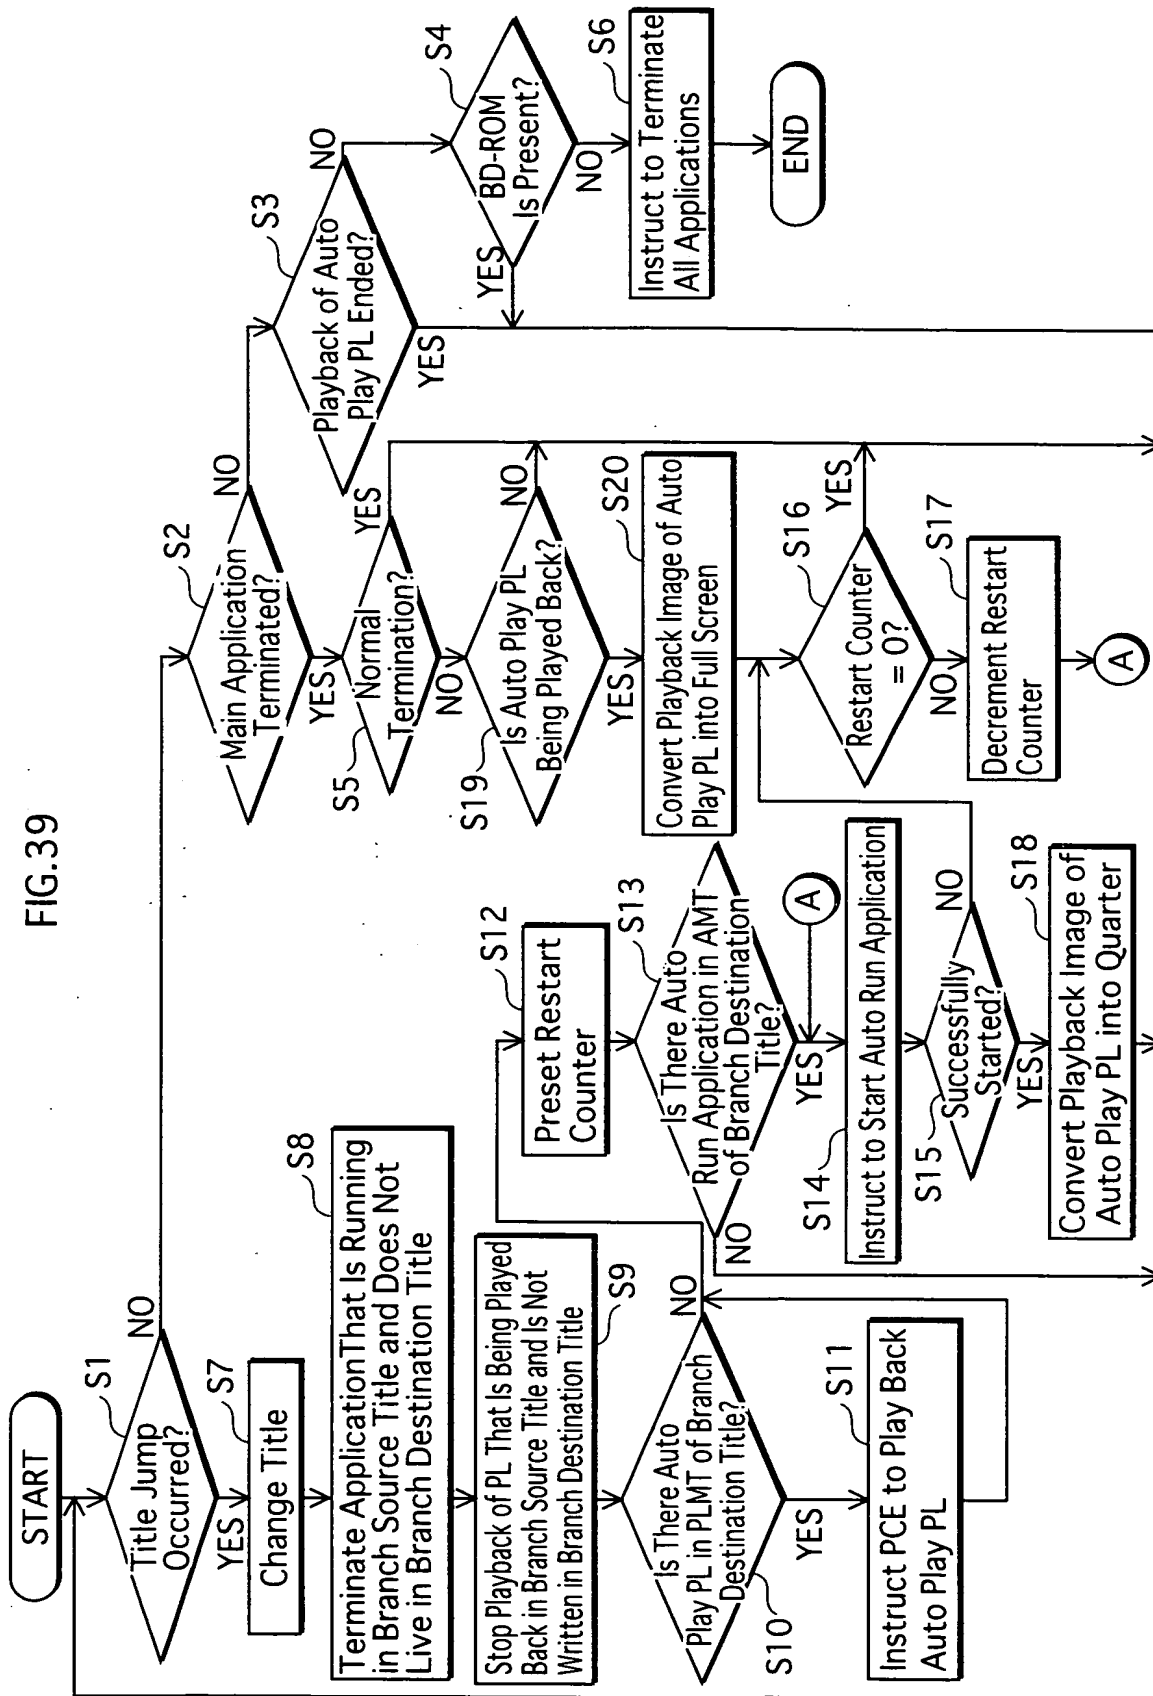 FIG.39
START
S1
Title Jump
Occurred?
NO
YES
S7
Change Title
S8
Terminate ApplicationThat Is Running
in Branch Source Title and Does Not
Live in Branch Destination Title
S9
Stop Playback of PL That Is Being Played
Back in Branch Source Title and Is Not
Written in Branch Destination Title
S10
Is There Auto
Play PL in PLMT of Branch
Destination Title?
NO
YES
S11
Instruct PCE to Play Back
Auto Play PL
S12
Preset Restart
Counter
S13
Is There Auto
Run Application in AMT
of Branch Destination
Title?
NO
YES
A
S14
Instruct to Start Auto Run Application
S15
Successfully
Started?
NO
YES
S18
Convert Playback Image of
Auto Play PL into Quarter
S2
Main Application
Terminated?
NO
YES
S5
Normal
Termination?
YES
NO
S19
Is Auto Play PL
Being Played Back?
NO
YES
S20
Convert Playback Image of Auto
Play PL into Full Screen
S16
Restart Counter
= 0?
YES
NO
S17
Decrement Restart
Counter
A
S3
Playback of Auto
Play PL Ended?
NO
YES
S4
BD-ROM
Is Present?
YES
NO
S6
Instruct to Terminate
All Applications
END